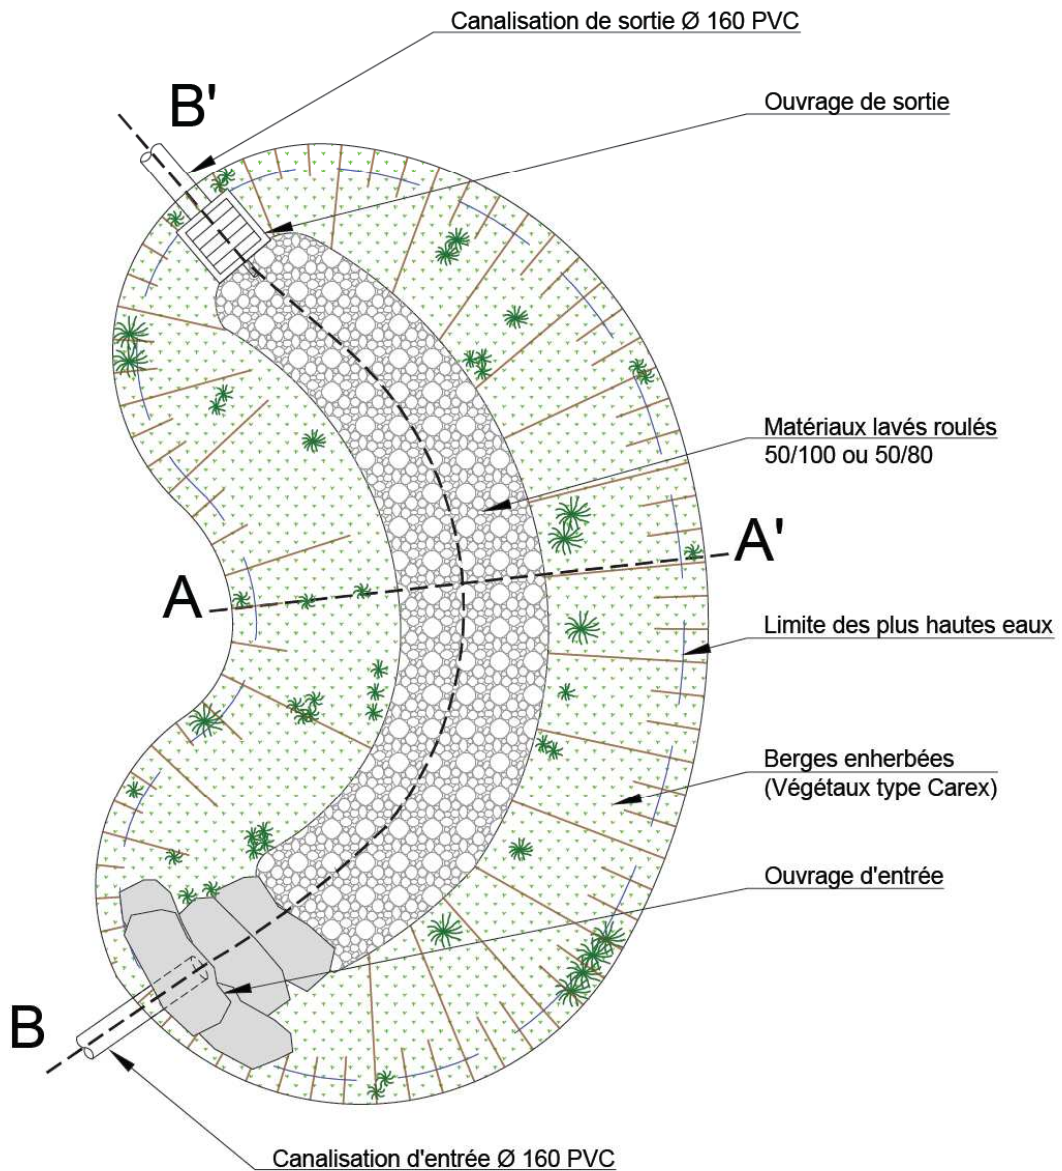 Canalisation de sortie Ø 160 PVC
B'
Ouvrage de sortie
Matériaux lavés roulés
50/100 ou 50/80
A'
A
Limite des plus hautes eaux
Berges enherbées
(Végétaux type Carex)
Ouvrage d'entrée
B
Canalisation d'entrée Ø 160 PVC